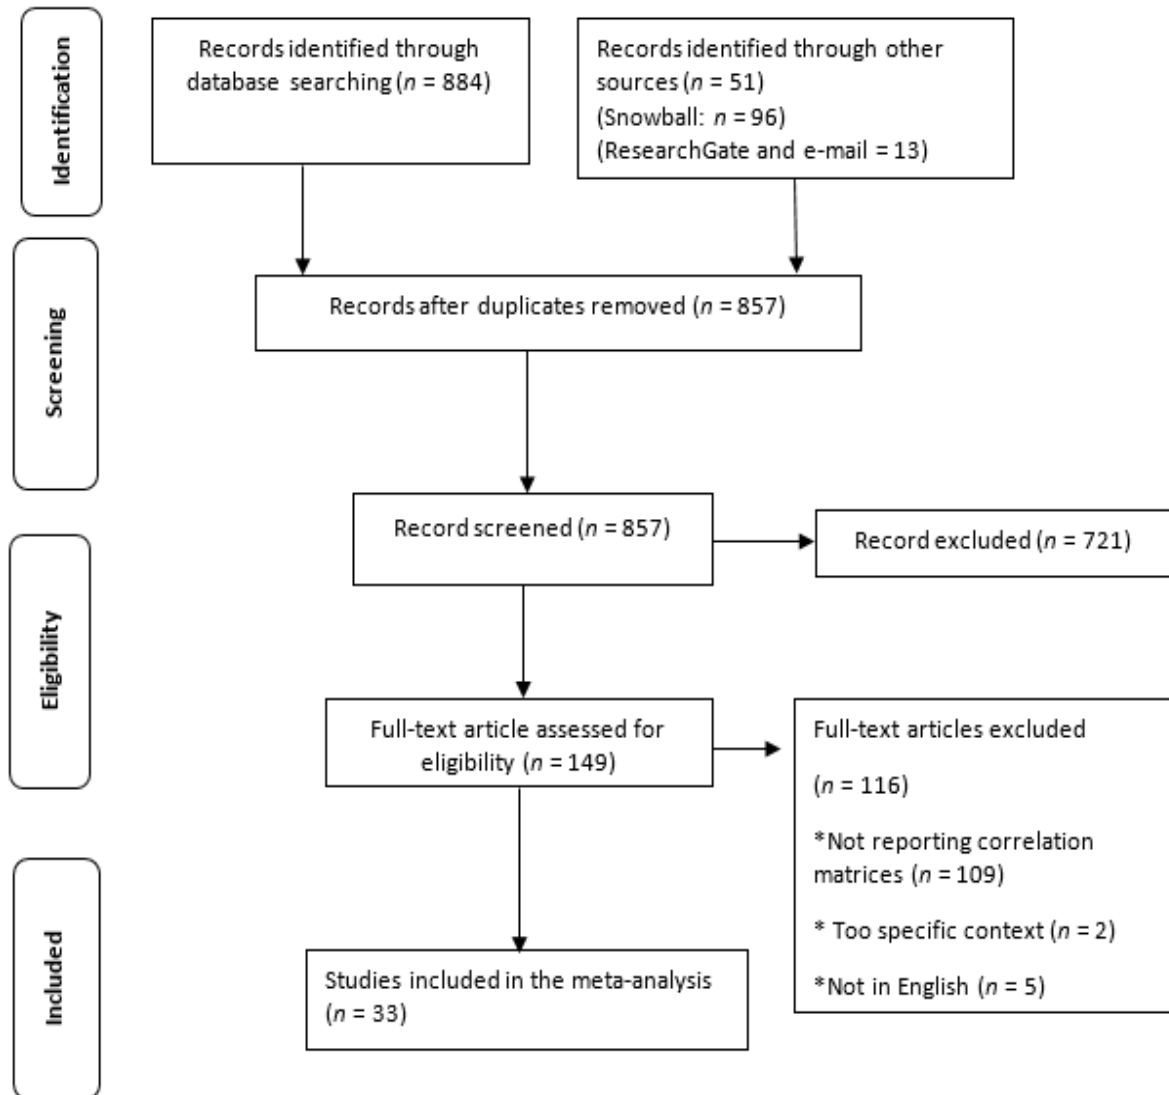 Identification
Records identified through
database searching (n = 884)
Records identified through other
sources (n = 51)
(Snowball: n = 96)
(ResearchGate and e-mail = 13)
Screening
Records after duplicates removed (n = 857)
Record screened (n = 857)
Record excluded (n = 721)
Eligibility
Full-text article assessed for
eligibility (n = 149)
Full-text articles excluded
(n = 116)
*Not reporting correlation
matrices (n = 109)
* Too specific context (n = 2)
*Not in English (n = 5)
Included
Studies included in the meta-analysis
(n = 33)